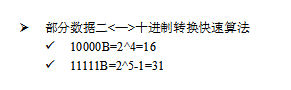 ➢ 部分数据二<—>十进制转换快速算法
✓ 10000B=2^4=16
✓ 11111B=2^5-1=31